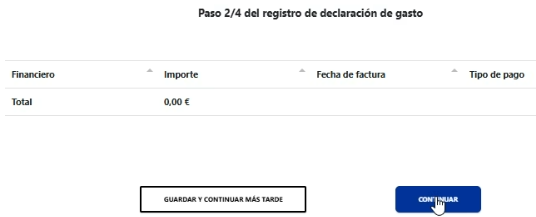 Paso 2/4 del registro de declaración de gasto
Financiero Importe Fecha de factura Tipo de pago
Total 0,00 €
GUARDAR Y CONTINUAR MÁS TARDE CONTINUAR